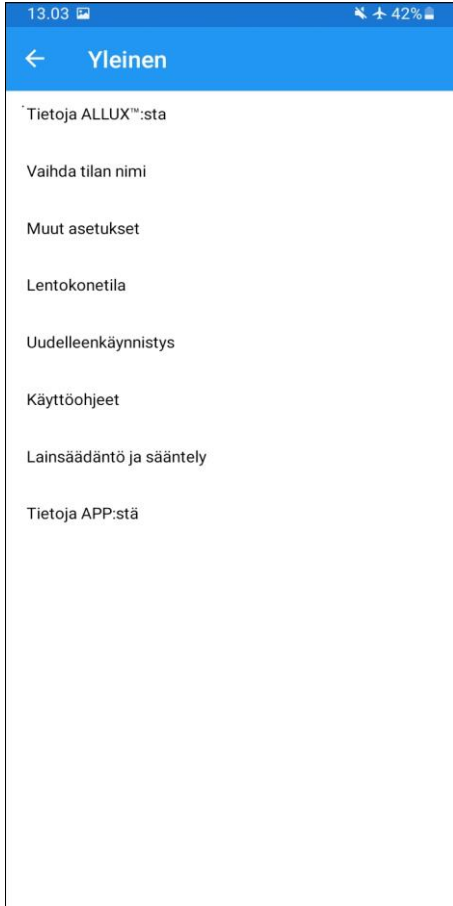 13.03 42%
Yleinen
Tietoja ALLUX™:sta
Vaihda tilan nimi
Muut asetukset
Lentokonetila
Uudelleenkäynnistys
Käyttöohjeet
Lainsäädäntö ja sääntely
Tietoja APP:stä